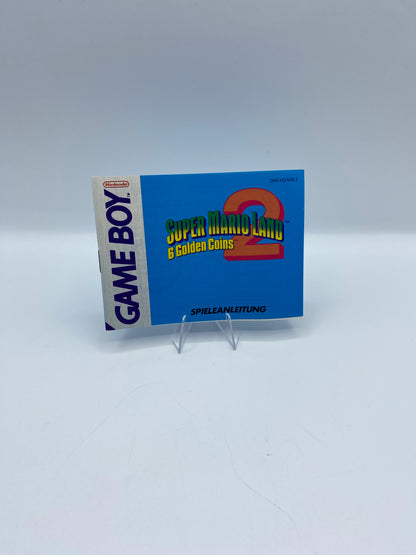 Nintendo
GAME BOY
SUPER MARIO LAND 2
6 Golden Coins
SPIELEANLEITUNG